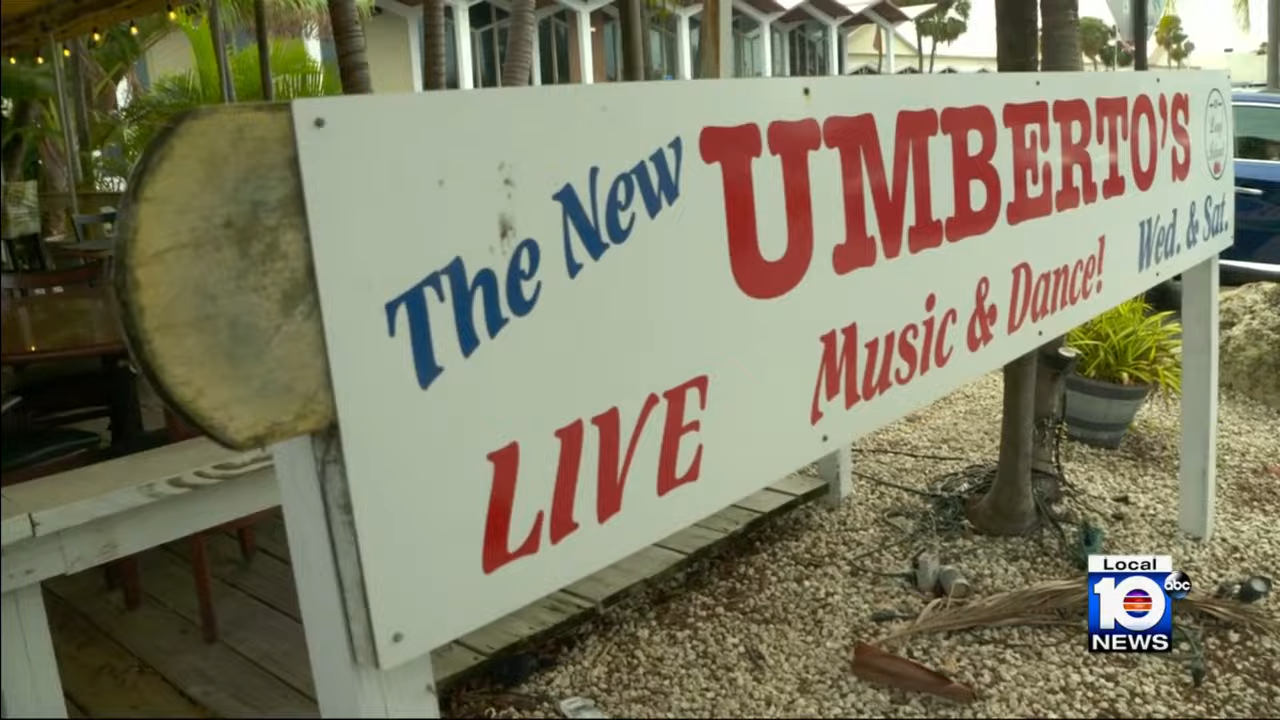 The New UMBERTO'S
LIVE Music & Dance! Wed. & Sat.
Local
10 abc
NEWS